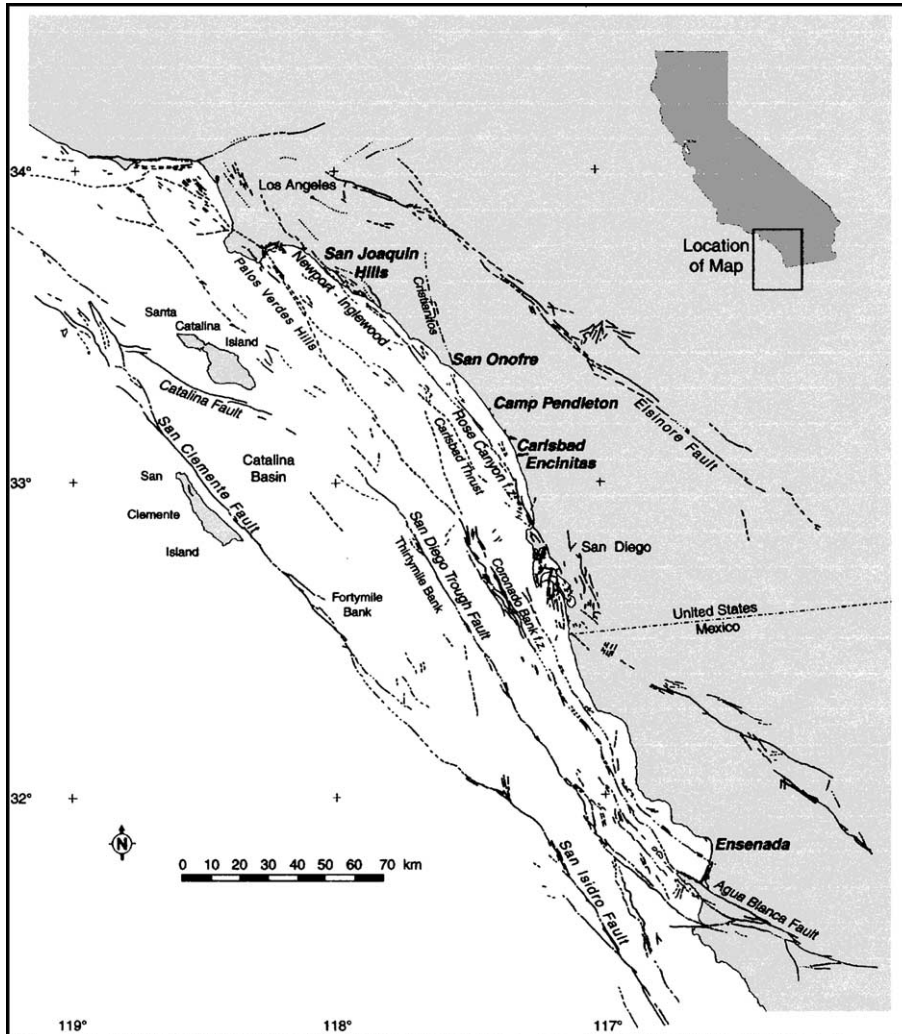 34°
Los Angeles
Location
of Map
San Joaquin
Hills
Newport - Inglewood
Palos Verdes Hills
Cristianitos
Santa
Catalina
Island
San Onofre
Catalina Fault
Camp Pendleton
Elsinore Fault
Rose Canyon f.z.
Carlsbad Thrust
Carlsbad
Encinitas
San Clemente Fault
Catalina
Basin
33°
San
Clemente
Island
San Diego Trough Fault
Thirtymile Bank
Coronado Bank f.z.
San Diego
Fortymile
Bank
United States
Mexico
32°
N
0 10 20 30 40 50 60 70 km
Ensenada
San Isidro Fault
Agua Blanca Fault
119°
118°
117°